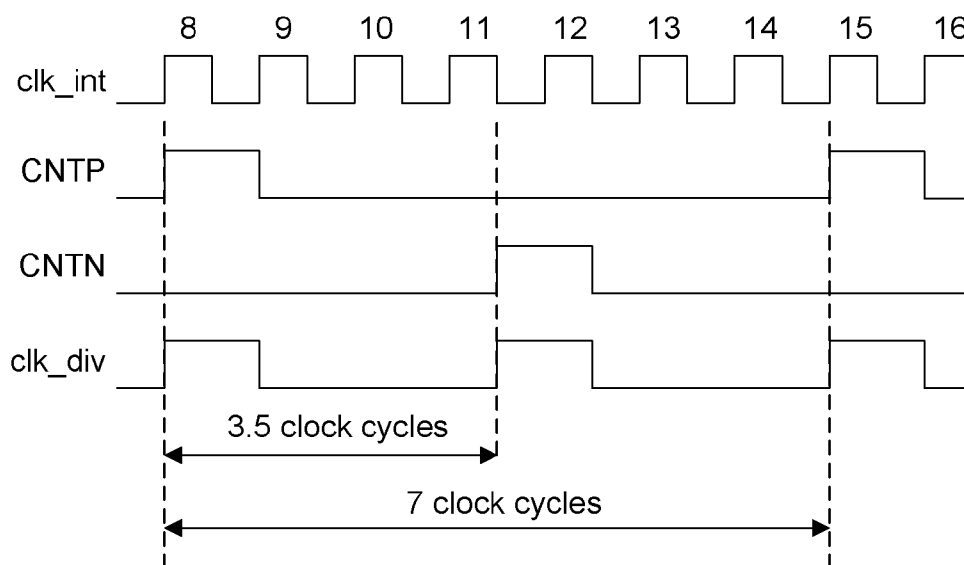 8 9 10 11 12 13 14 15 16
clk_int
CNTP
CNTN
clk_div
3.5 clock cycles
7 clock cycles